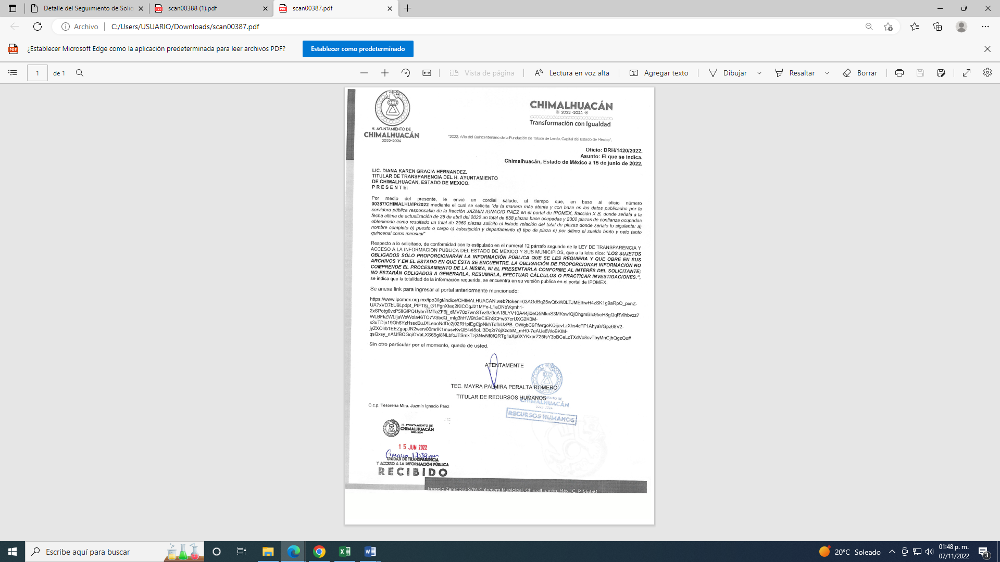 Detalle del Seguimiento de Solic
scan00388 (1).pdf
scan00387.pdf
Archivo
C:/Users/USUARIO/Downloads/scan00387.pdf
¿Establecer Microsoft Edge como la aplicación predeterminada para leer archivos PDF?
Establecer como predeterminado
1 de 1
Vista de página
Lectura en voz alta
Agregar texto
Dibujar
Resaltar
Borrar
H. AYUNTAMIENTO DE
CHIMALHUACÁN
2022-2024
CHIMALHUACÁN
2022-2024
Transformación con Igualdad
"2022. Año del Quincentenario de la Fundación de Toluca de Lerdo, Capital del Estado de México".
Oficio: DRH/1420/2022.
Asunto: El que se indica.
Chimalhuacán, Estado de México a 15 de junio de 2022.
LIC. DIANA KAREN GRACIA HERNANDEZ.
TITULAR DE TRANSPARENCIA DEL H. AYUNTAMIENTO
DE CHIMALHUACAN, ESTADO DE MEXICO.
P R E S E N T E:
Por medio del presente, le envió un cordial saludo, al tiempo que, en base al oficio número
00387/CHIMALHU/IP/2022 mediante el cual se solicita "de la manera más atenta y con base en los datos publicados por la
servidora pública responsable de la fracción JAZMIN IGNACIO PAEZ en el portal de IPOMEX, fracción X B, donde señala a la
fecha ultima de actualización de 28 de abril del 2022 un total de 658 plazas base ocupadas y 2302 plazas de confianza ocupadas
obteniendo como resultado un total de 2960 plazas solicito el listado relación del total de plazas donde señale lo siguiente: a)
nombre completo b) puesto o cargo c) adscripción y departamento d) tipo de plaza e) por último el sueldo bruto y neto tanto
quincenal como mensual"
Respecto a lo solicitado, de conformidad con lo estipulado en el numeral 12 párrafo segundo de la LEY DE TRANSPARENCIA Y
ACCESO A LA INFORMACION PUBLICA DEL ESTADO DE MEXICO Y SUS MUNICIPIOS, que a la letra dice: "LOS SUJETOS
OBLIGADOS SÓLO PROPORCIONARÁN LA INFORMACIÓN PÚBLICA QUE SE LES REQUIERA Y QUE OBRE EN SUS
ARCHIVOS Y EN EL ESTADO EN QUE ÉSTA SE ENCUENTRE. LA OBLIGACIÓN DE PROPORCIONAR INFORMACIÓN NO
COMPRENDE EL PROCESAMIENTO DE LA MISMA, NI EL PRESENTARLA CONFORME AL INTERÉS DEL SOLICITANTE;
NO ESTARÁN OBLIGADOS A GENERARLA, RESUMIRLA, EFECTUAR CÁLCULOS O PRACTICAR INVESTIGACIONES.",
se indica que la totalidad de la información requerida, se encuentra en su versión publica en el portal de IPOMEX.
Se anexa link para ingresar al portal anteriormente mencionado:
https://www.ipomex.org.mx/ipo3/lgt/indice/CHIMALHUACAN.web?token=
Sin otro particular por el momento, quedo de usted.
ATENTAMENTE
TEC. MAYRA PALMIRA PERALTA ROMERO
TITULAR DE RECURSOS HUMANOS
CHIMALHUACÁN
2022-2024
RECURSOS HUMANOS
C.c.p. Tesorería Mtra. Jazmín Ignacio Páez
H. AYUNTAMIENTO DE
CHIMALHUACÁN
2022-2024
15 JUN 2022
UNIDAD DE TRANSPARENCIA
Y ACCESO A LA INFORMACIÓN PÚBLICA
RECIBIDO
Ignacio Zaragoza S/N, Cabecera Municipal, Chimalhuacán, Méx., C. P. 56330
Escribe aquí para buscar
20°C Soleado
01:48 p. m.
07/11/2022
3